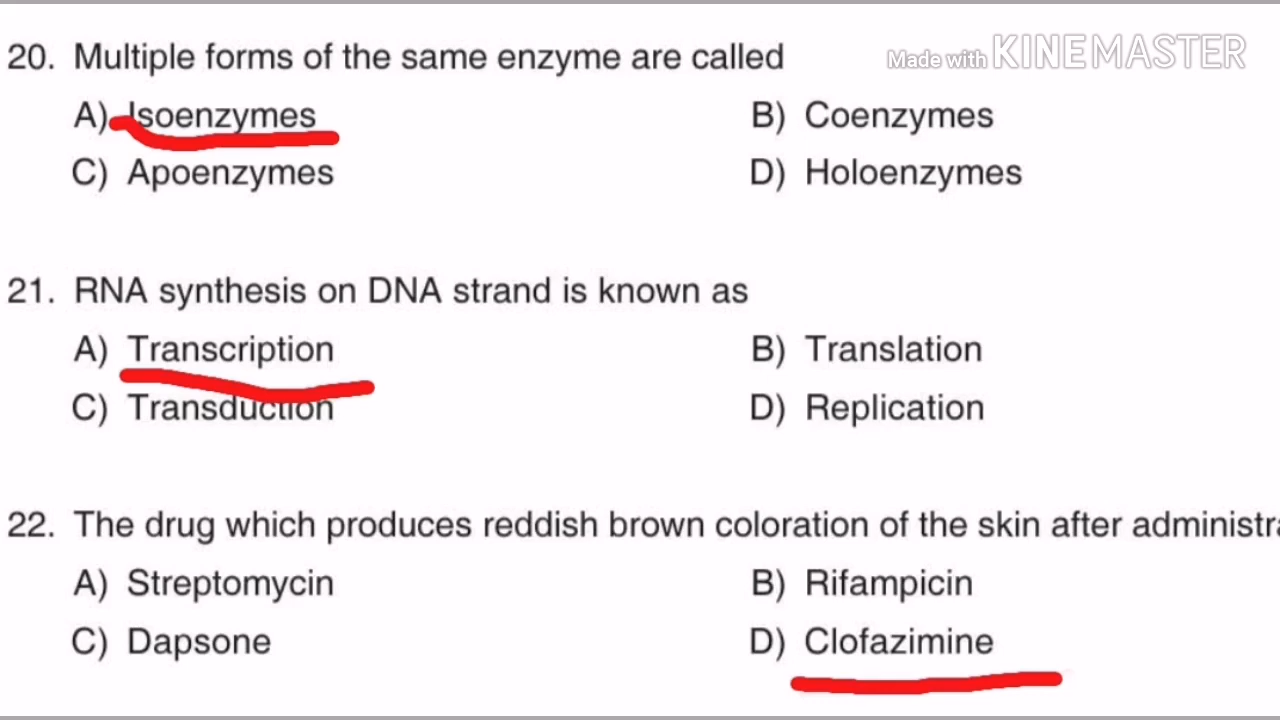 20. Multiple forms of the same enzyme are called
Made with KINEMASTER
A) Isoenzymes B) Coenzymes
C) Apoenzymes D) Holoenzymes
21. RNA synthesis on DNA strand is known as
A) Transcription B) Translation
C) Transduction D) Replication
22. The drug which produces reddish brown coloration of the skin after
A) Streptomycin B) Rifampicin
C) Dapsone D) Clofazimine